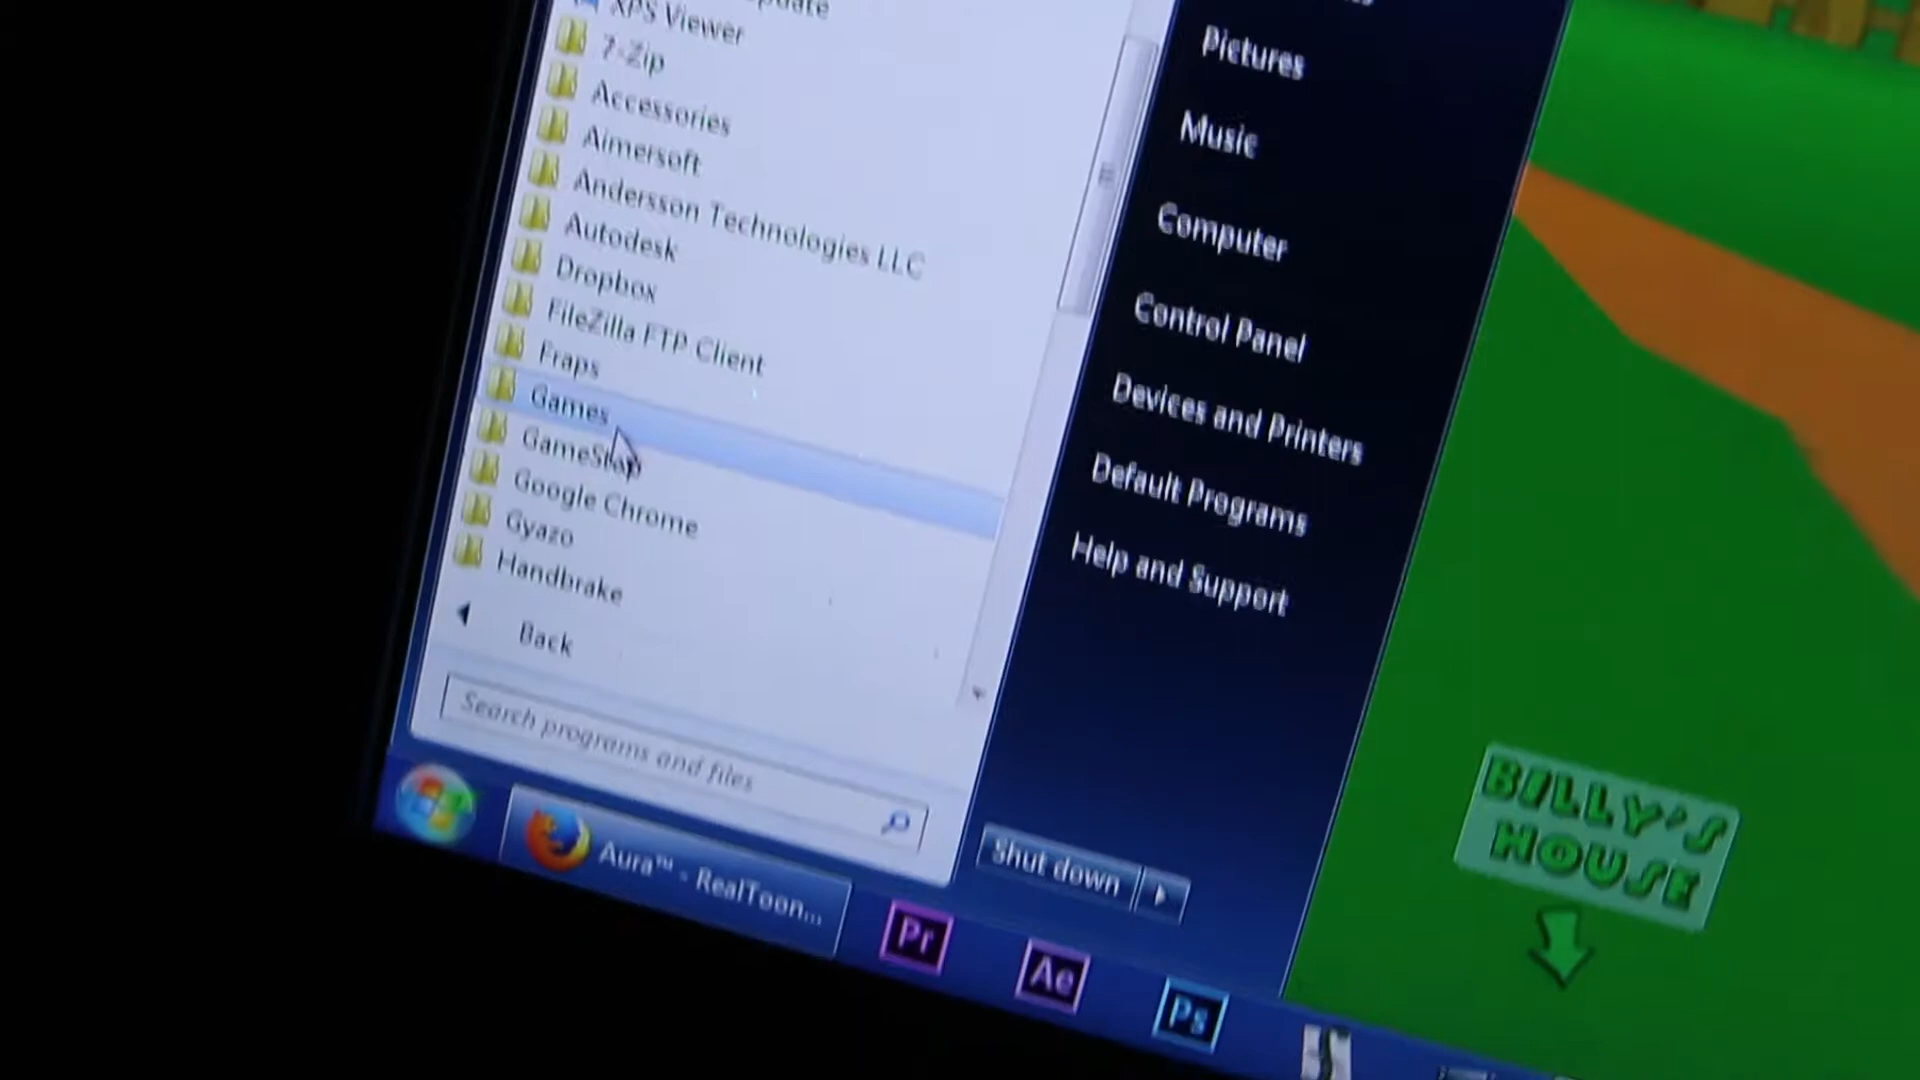 XPS Viewer
7-Zip
Accessories
Aimersoft
Andersson Technologies LLC
Autodesk
Dropbox
FileZilla FTP Client
Fraps
Games
GameStop
Google Chrome
Gyazo
Handbrake
Back
Search programs and files
Pictures
Music
Computer
Control Panel
Devices and Printers
Default Programs
Help and Support
Shut down
Aura™ - RealToon...
Pr
Ae
Ps
BILLY'S
HOUSE